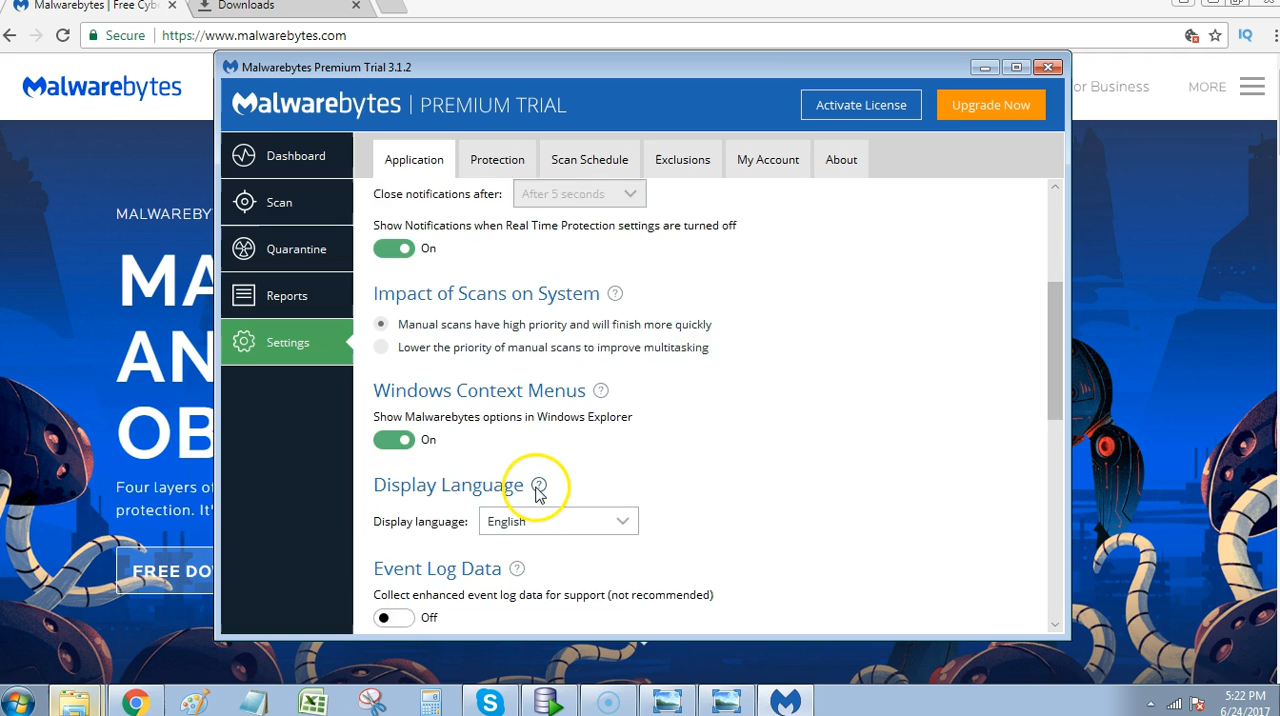 Malwarebytes | Free Cyb
Downloads
Secure
https://www.malwarebytes.com
IQ
Malwarebytes Premium Trial 3.1.2
Malwarebytes
or Business
MORE
Malwarebytes | PREMIUM TRIAL
Activate License
Upgrade Now
Dashboard
Scan
Quarantine
Reports
Settings
Application
Protection
Scan Schedule
Exclusions
My Account
About
Close notifications after:
After 5 seconds
Show Notifications when Real Time Protection settings are turned off
On
Impact of Scans on System ?
Manual scans have high priority and will finish more quickly
Lower the priority of manual scans to improve multitasking
Windows Context Menus ?
Show Malwarebytes options in Windows Explorer
On
Display Language ?
Display language:
English
Event Log Data ?
Collect enhanced event log data for support (not recommended)
Off
MALWAREBY
MA
AN
OB
Four layers of
protection. It'
FREE DO
5:22 PM
6/24/2017